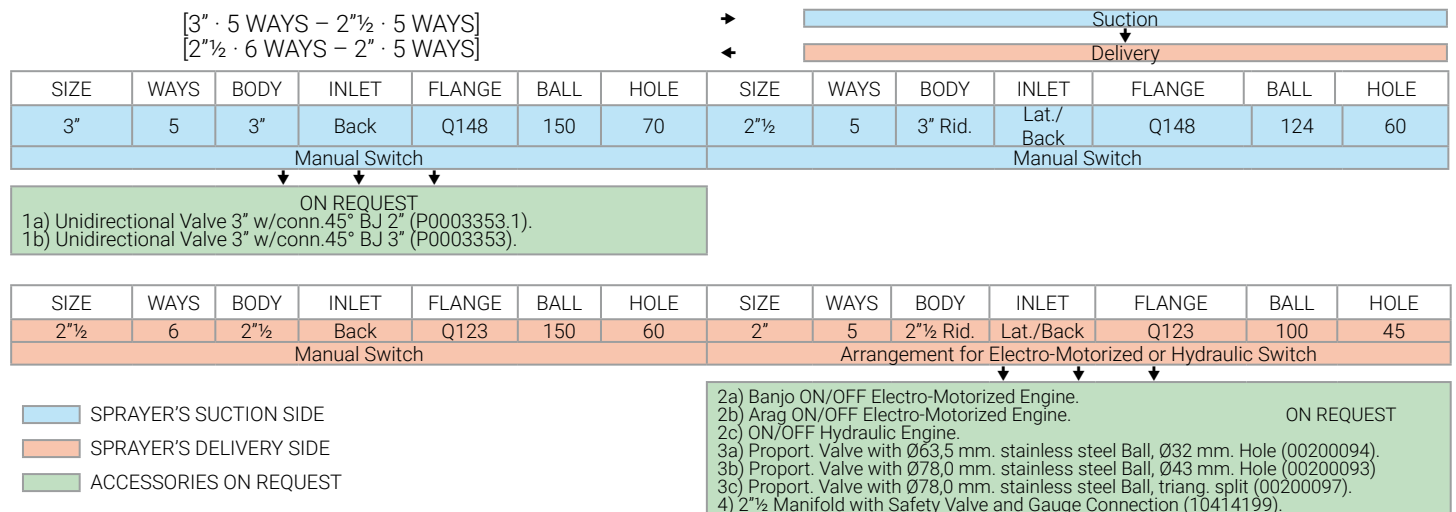 [3” · 5 WAYS – 2”½ · 5 WAYS]
[2”½ · 6 WAYS – 2” · 5 WAYS]
Suction
Delivery
SIZE WAYS BODY INLET FLANGE BALL HOLE SIZE WAYS BODY INLET FLANGE BALL HOLE
3” 5 3” Back Q148 150 70 2”½ 5 3” Rid. Lat./ Back Q148 124 60
Manual Switch Manual Switch
ON REQUEST
1a) Unidirectional Valve 3” w/conn.45° BJ 2” (P0003353.1).
1b) Unidirectional Valve 3” w/conn.45° BJ 3” (P0003353).
SIZE WAYS BODY INLET FLANGE BALL HOLE SIZE WAYS BODY INLET FLANGE BALL HOLE
2”½ 6 2”½ Back Q123 150 60 2” 5 2”½ Rid. Lat./Back Q123 100 45
Manual Switch Arrangement for Electro-Motorized or Hydraulic Switch
SPRAYER’S SUCTION SIDE
SPRAYER’S DELIVERY SIDE
ACCESSORIES ON REQUEST
2a) Banjo ON/OFF Electro-Motorized Engine.
2b) Arag ON/OFF Electro-Motorized Engine. ON REQUEST
2c) ON/OFF Hydraulic Engine.
3a) Proport. Valve with Ø63,5 mm. stainless steel Ball, Ø32 mm. Hole (00200094).
3b) Proport. Valve with Ø78,0 mm. stainless steel Ball, Ø43 mm. Hole (00200093)
3c) Proport. Valve with Ø78,0 mm. stainless steel Ball, triang. split (00200097).
4) 2”½ Manifold with Safety Valve and Gauge Connection (10414199).